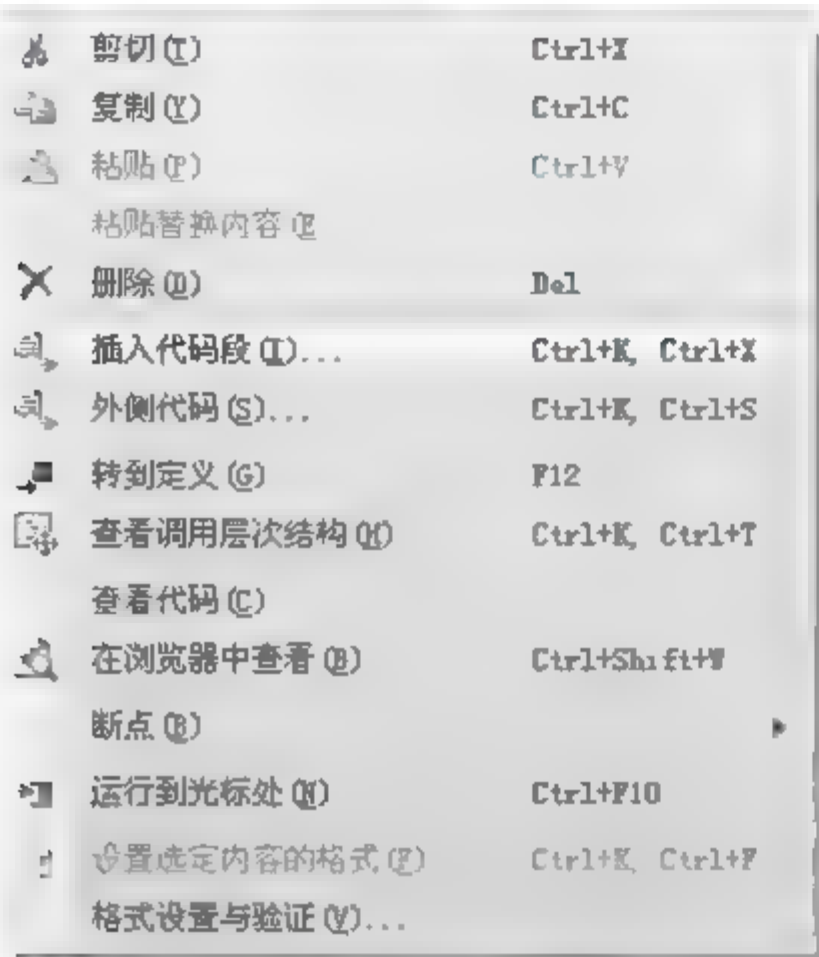 剪切(T) Ctrl+X
复制(Y) Ctrl+C
粘贴(P) Ctrl+V
粘贴替换内容(E
删除(D) Del
插入代码段(I)... Ctrl+K, Ctrl+X
外侧代码(S)... Ctrl+K, Ctrl+S
转到定义(G) F12
查看调用层次结构(H) Ctrl+K, Ctrl+T
查看代码(C)
在浏览器中查看(B) Ctrl+Shift+W
断点(B)
运行到光标处(N) Ctrl+F10
设置选定内容的格式(F) Ctrl+K, Ctrl+F
格式设置与验证(V)...